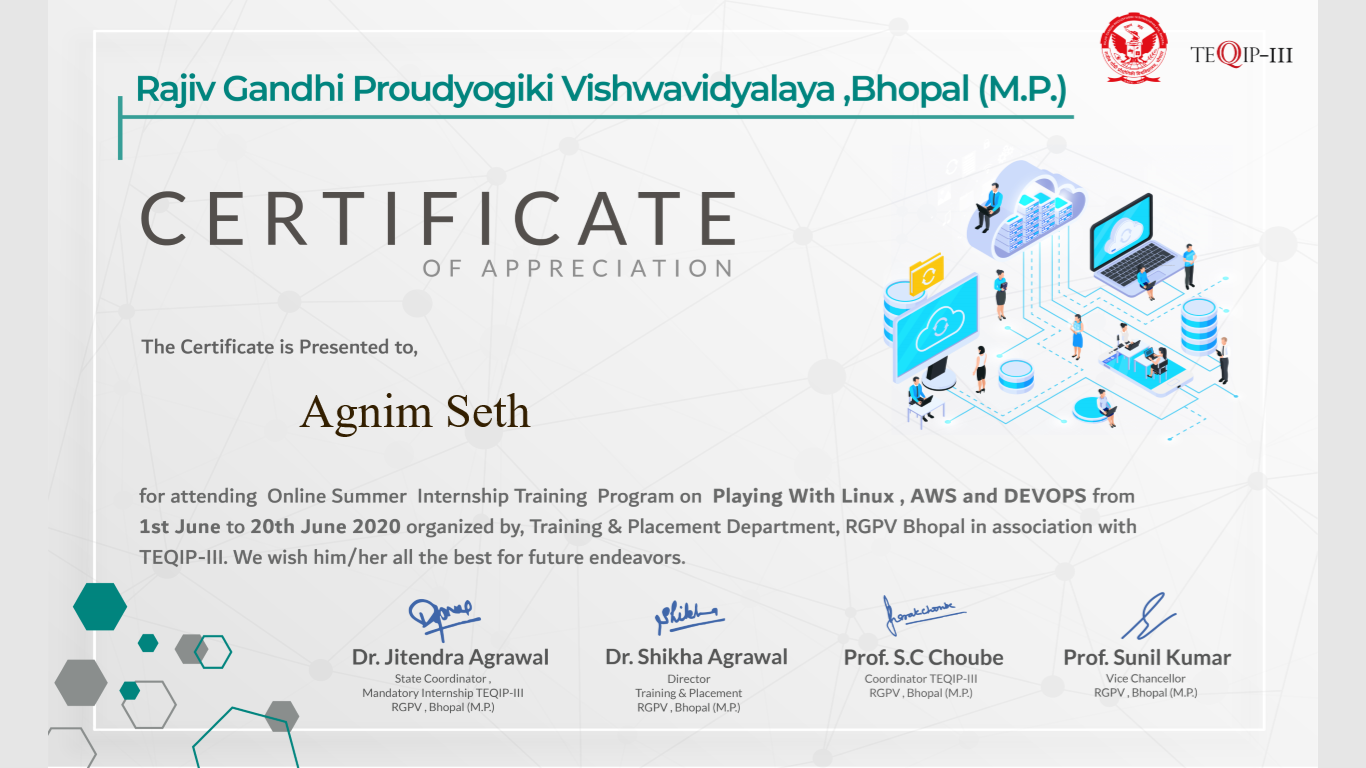 Rajiv Gandhi Proudyogiki Vishwavidyalaya ,Bhopal (M.P.)
TEQIP-III
CERTIFICATE
OF APPRECIATION
The Certificate is Presented to,
Agnim Seth
for attending Online Summer Internship Training Program on Playing With Linux , AWS and DEVOPS from
1st June to 20th June 2020 organized by, Training & Placement Department, RGPV Bhopal in association with
TEQIP-III. We wish him/her all the best for future endeavors.
Shikha
Dr. Jitendra Agrawal
State Coordinator ,
Mandatory Internship TEQIP-III
RGPV , Bhopal (M.P.)
Dr. Shikha Agrawal
Director
Training & Placement
RGPV , Bhopal (M.P.)
Prof. S.C Choube
Coordinator TEQIP-III
RGPV , Bhopal (M.P.)
Prof. Sunil Kumar
Vice Chancellor
RGPV , Bhopal (M.P.)